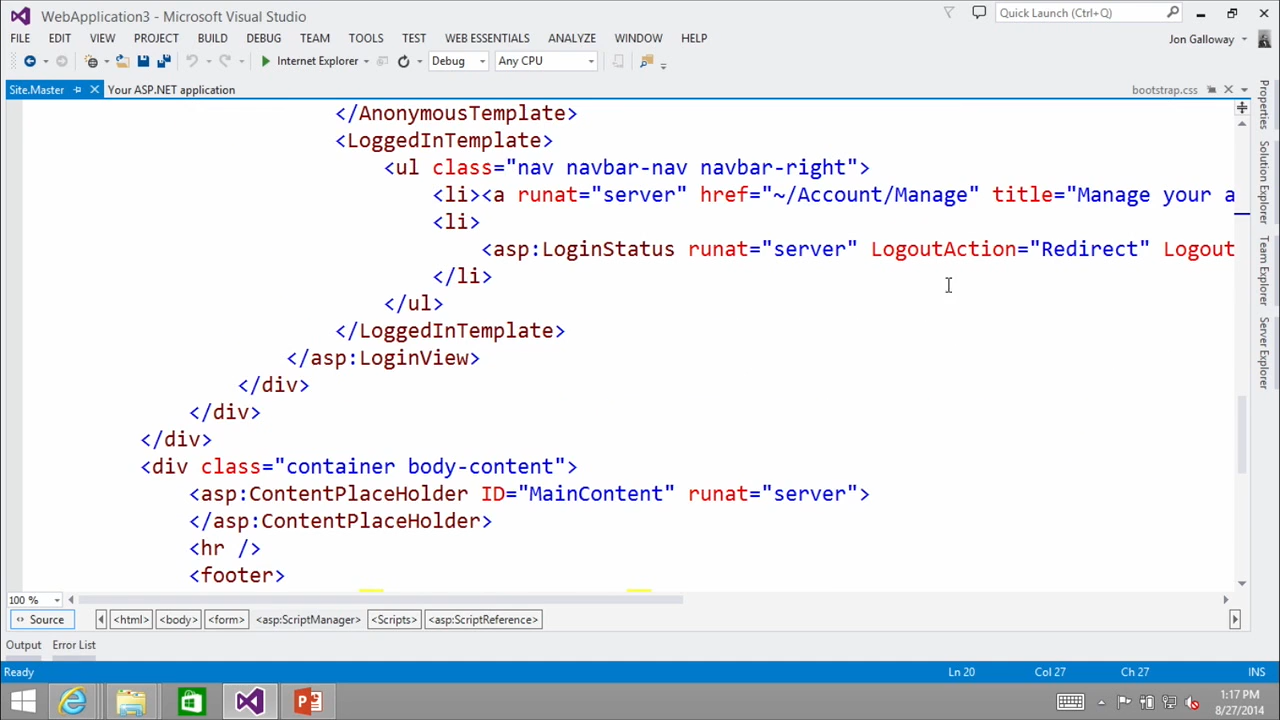 WebApplication3 - Microsoft Visual Studio
Quick Launch (Ctrl+Q)
FILE EDIT VIEW PROJECT BUILD DEBUG TEAM TOOLS TEST WEB ESSENTIALS ANALYZE WINDOW HELP
Jon Galloway
Internet Explorer Debug Any CPU
Site.Master Your ASP.NET application bootstrap.css
</AnonymousTemplate>
<LoggedInTemplate>
<ul class="nav navbar-nav navbar-right">
<li><a runat="server" href="~/Account/Manage" title="Manage your a
<li>
<asp:LoginStatus runat="server" LogoutAction="Redirect" Logout
</li>
</ul>
</LoggedInTemplate>
</asp:LoginView>
</div>
</div>
</div>
<div class="container body-content">
<asp:ContentPlaceHolder ID="MainContent" runat="server">
</asp:ContentPlaceHolder>
<hr />
<footer>
Properties
Solution Explorer
Team Explorer
Server Explorer
100 %
Source <html> <body> <form> <asp:ScriptManager> <Scripts> <asp:ScriptReference>
Output Error List
Ready Ln 20 Col 27 Ch 27 INS
1:17 PM
8/27/2014